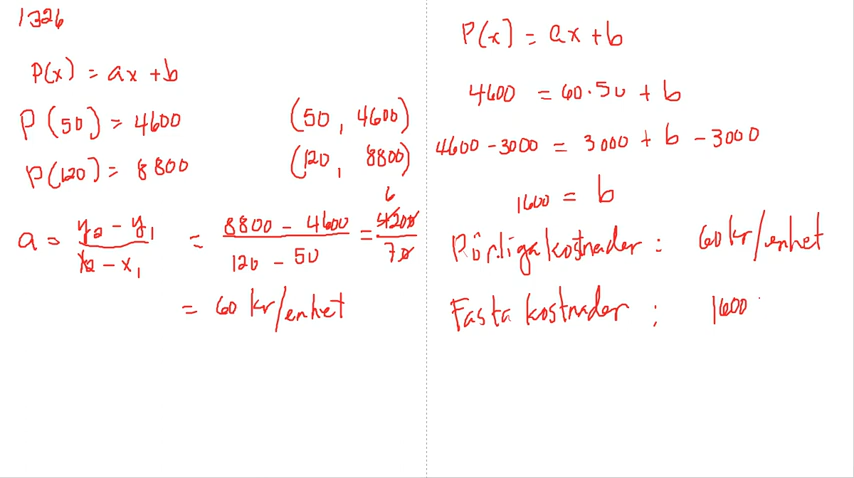 1326
P(x) = ax + b
P(50) = 4600 (50, 4600)
P(120) = 8800 (120, 8800)
a = y₂ - y₁ / x₂ - x₁ = 8800 - 4600 / 120 - 50 = 4200 / 70 6
= 60 kr/enhet
P(x) = ax + b
4600 = 60·50 + b
4600 - 3000 = 3000 + b - 3000
1600 = b
Rörliga kostnader : 60 kr/enhet
Fasta kostnader : 1600